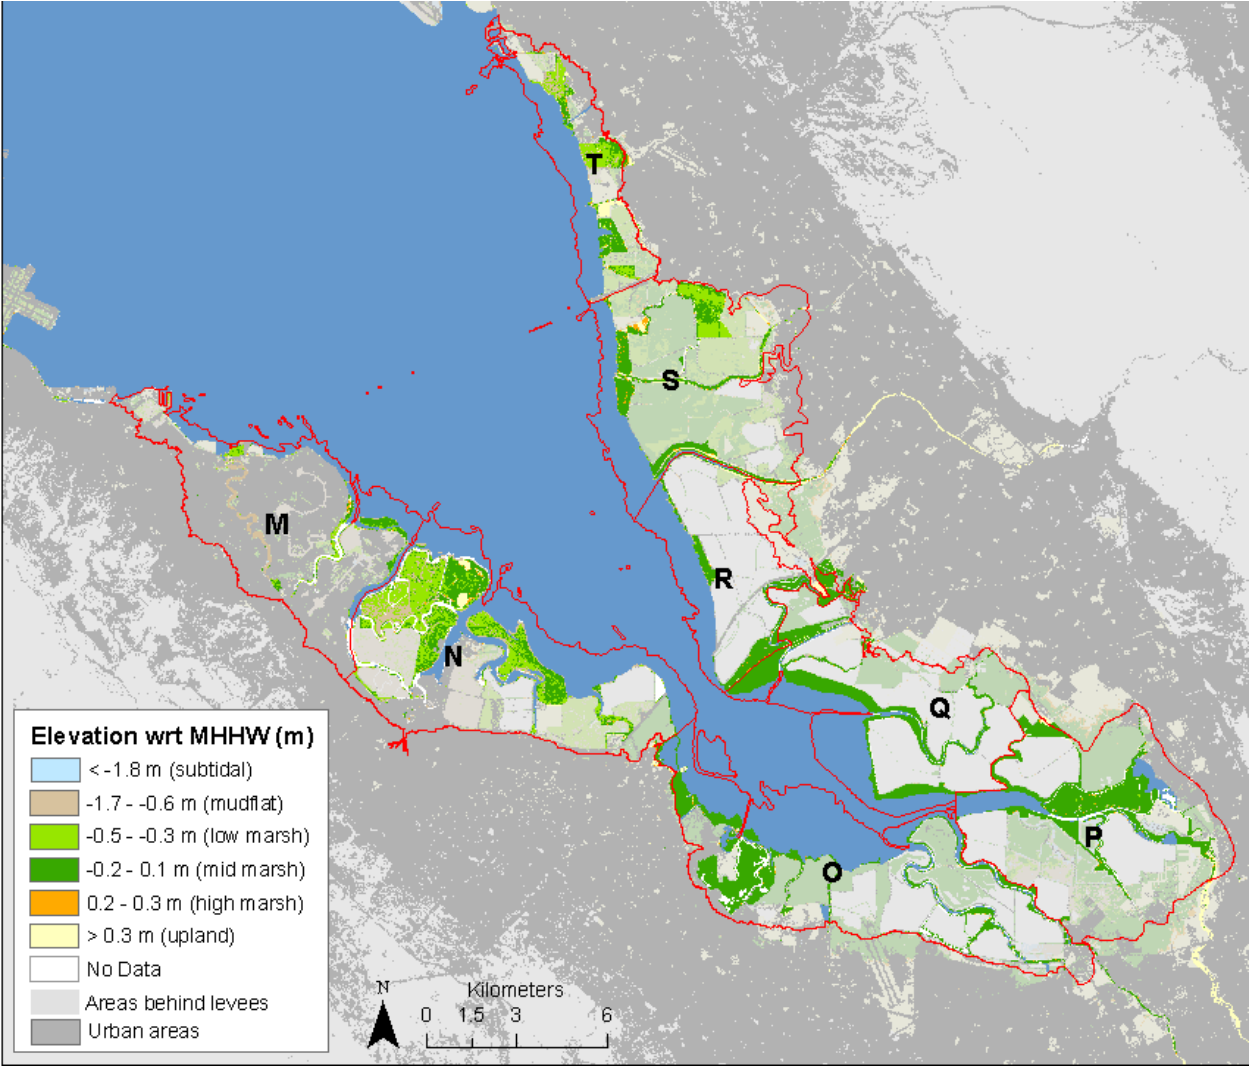 T
S
M
R
N
Q
P
O
Elevation wrt MHHW (m)
< -1.8 m (subtidal)
-1.7 - -0.6 m (mudflat)
-0.5 - -0.3 m (low marsh)
-0.2 - 0.1 m (mid marsh)
0.2 - 0.3 m (high marsh)
> 0.3 m (upland)
No Data
Areas behind levees
Urban areas
N
Kilometers
0 1.5 3 6